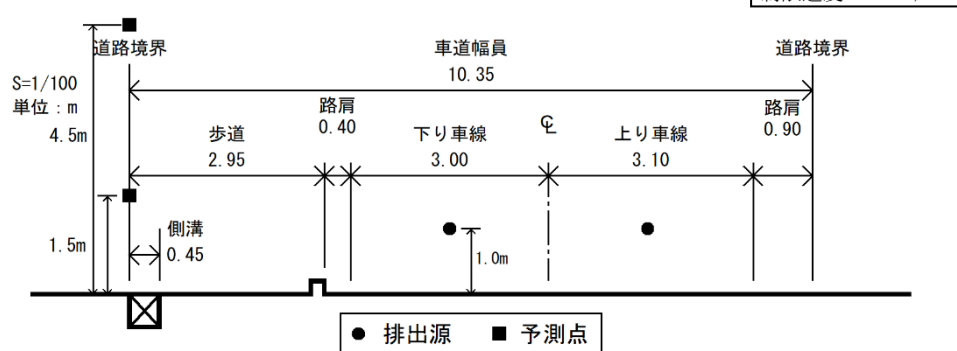 道路境界
車道幅員
道路境界
10.35
S=1/100
単位：m
4.5m
路肩
0.40
歩道
2.95
下り車線
3.00
℄
上り車線
3.10
路肩
0.90
1.5m
側溝
0.45
1.0m
● 排出源 ■ 予測点